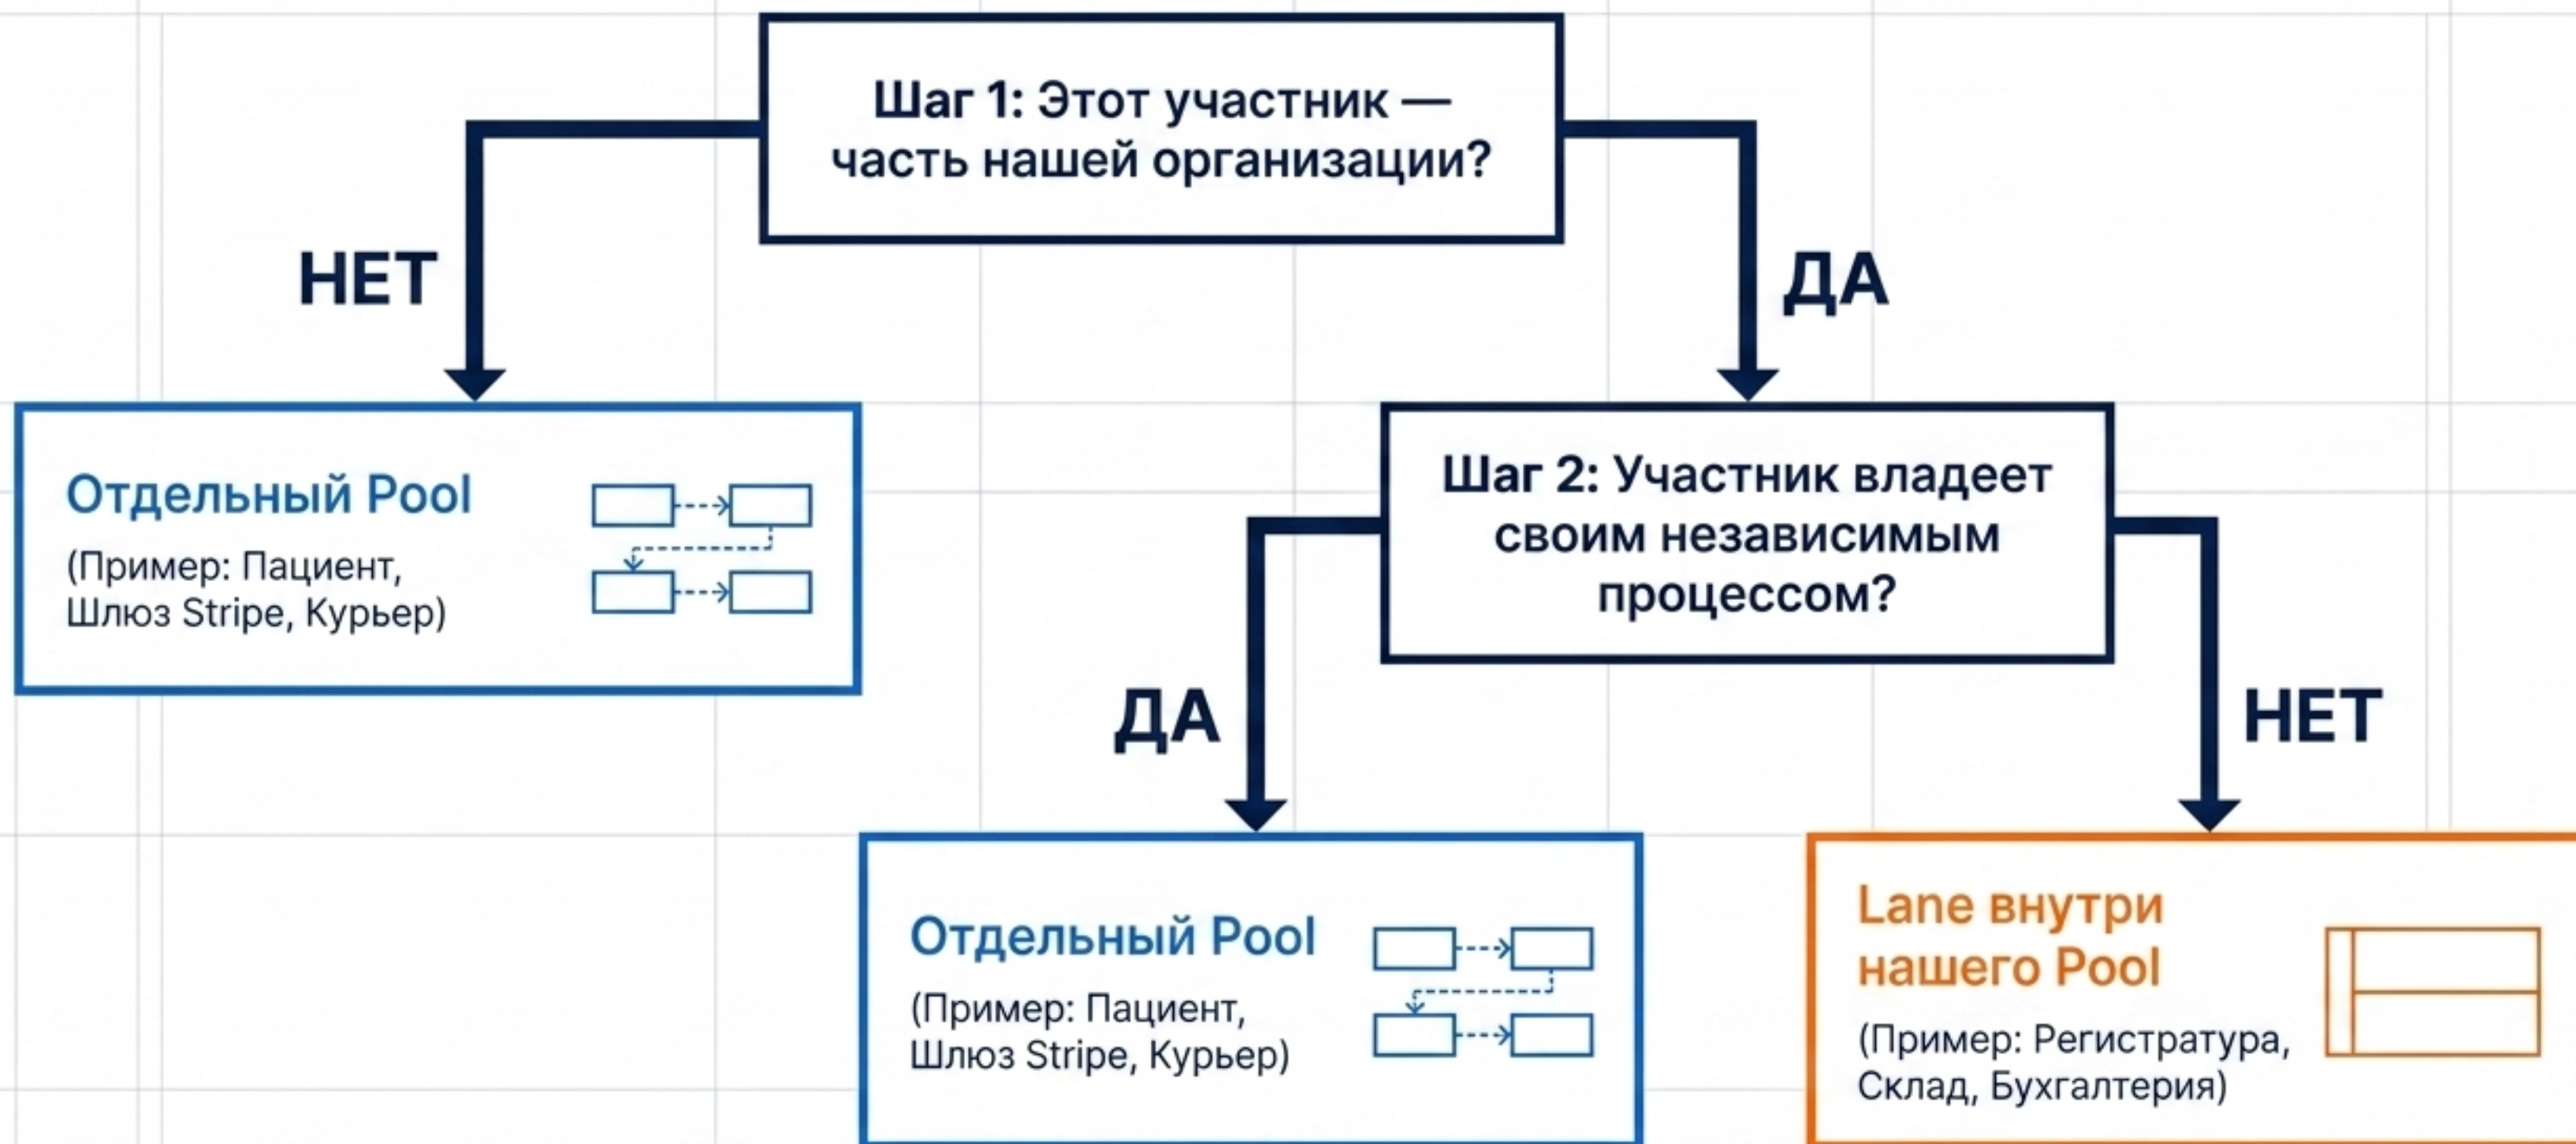 Шаг 1: Этот участник —
часть нашей организации?
НЕТ
ДА
Отдельный Pool
(Пример: Пациент,
Шлюз Stripe, Курьер)
Шаг 2: Участник владеет
своим независимым
процессом?
ДА
НЕТ
Отдельный Pool
(Пример: Пациент,
Шлюз Stripe, Курьер)
Lane внутри
нашего Pool
(Пример: Регистратура,
Склад, Бухгалтерия)